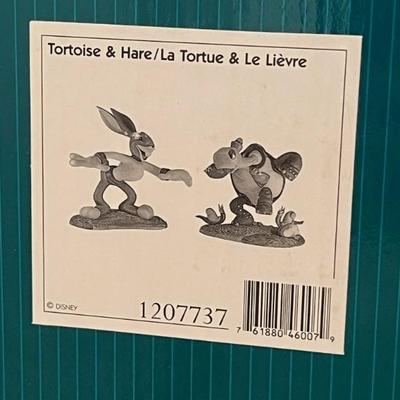 Tortoise & Hare/La Tortue & Le Lièvre
© DISNEY
1207737
7 61880 46007 9